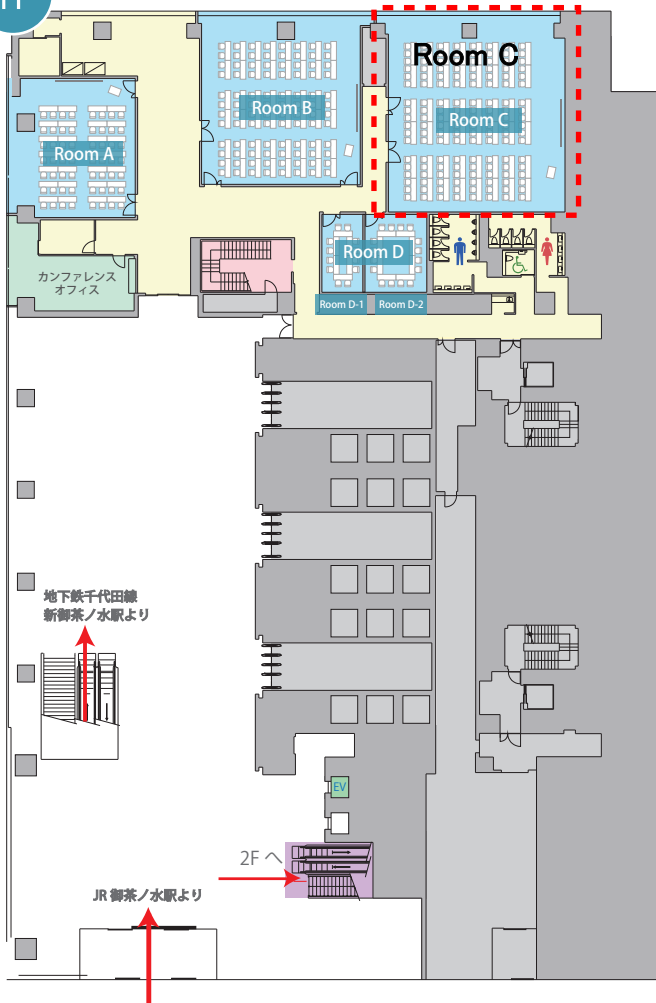 Room C
Room B
Room C
Room A
Room D
カンファレンス
オフィス
Room D-1
Room D-2
地下鉄千代田線
新御茶ノ水駅より
EV
2F へ
JR 御茶ノ水駅より